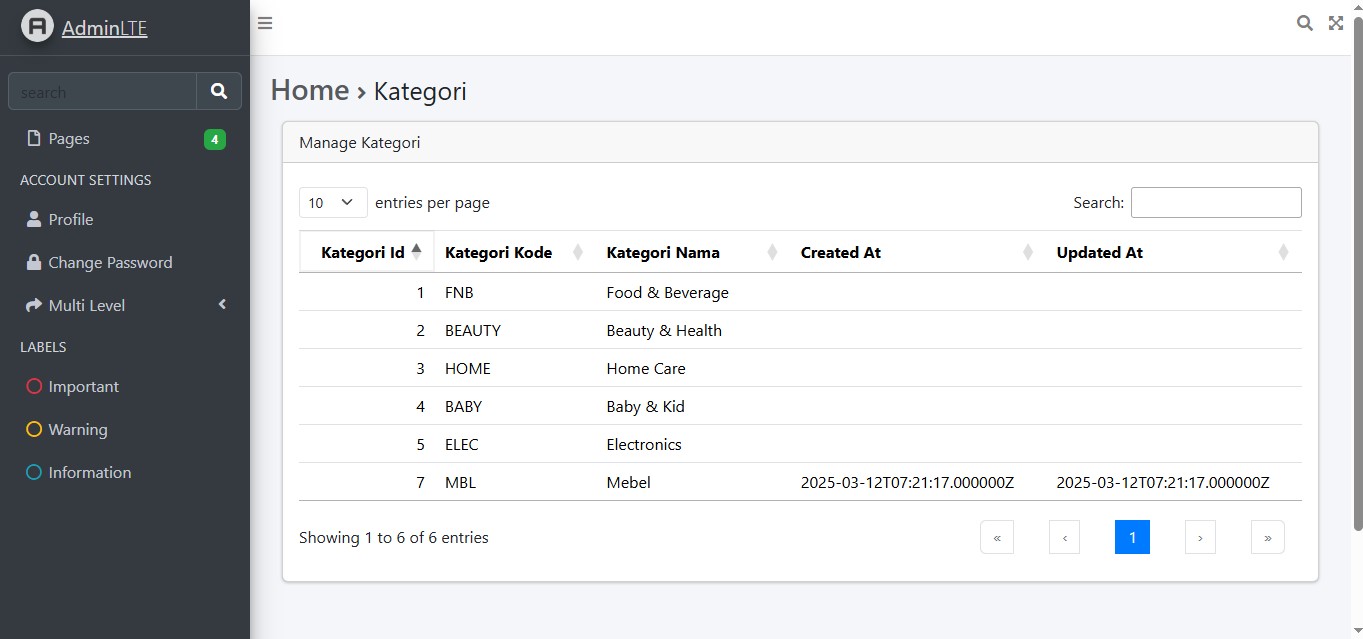 AdminLTE
search
Pages 4
ACCOUNT SETTINGS
Profile
Change Password
Multi Level
LABELS
Important
Warning
Information
Home › Kategori
Manage Kategori
10 entries per page Search:
Kategori Id Kategori Kode Kategori Nama Created At Updated At
1 FNB Food & Beverage
2 BEAUTY Beauty & Health
3 HOME Home Care
4 BABY Baby & Kid
5 ELEC Electronics
7 MBL Mebel 2025-03-12T07:21:17.000000Z 2025-03-12T07:21:17.000000Z
Showing 1 to 6 of 6 entries « ‹ 1 › »